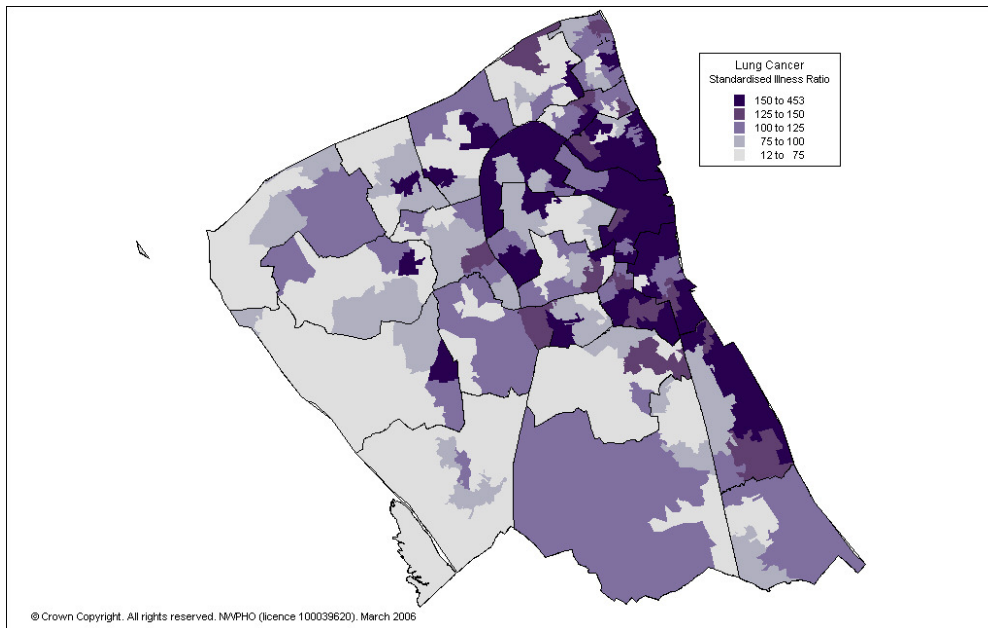 Lung Cancer
Standardised Illness Ratio
150 to 453
125 to 150
100 to 125
75 to 100
12 to 75
© Crown Copyright. All rights reserved. NWPHO (licence 100039620). March 2006